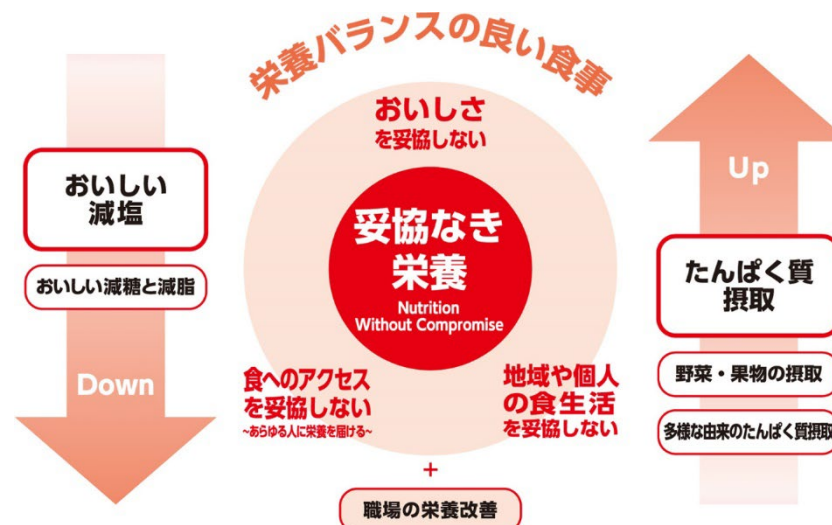 栄養バランスの良い食事
おいしさ
を妥協しない
妥協なき
栄養
Nutrition
Without Compromise
食へのアクセス
を妥協しない
~あらゆる人に栄養を届ける~
地域や個人
の食生活
を妥協しない
+
職場の栄養改善
おいしい
減塩
おいしい減糖と減脂
Down
Up
たんぱく質
摂取
野菜・果物の摂取
多様な由来のたんぱく質摂取